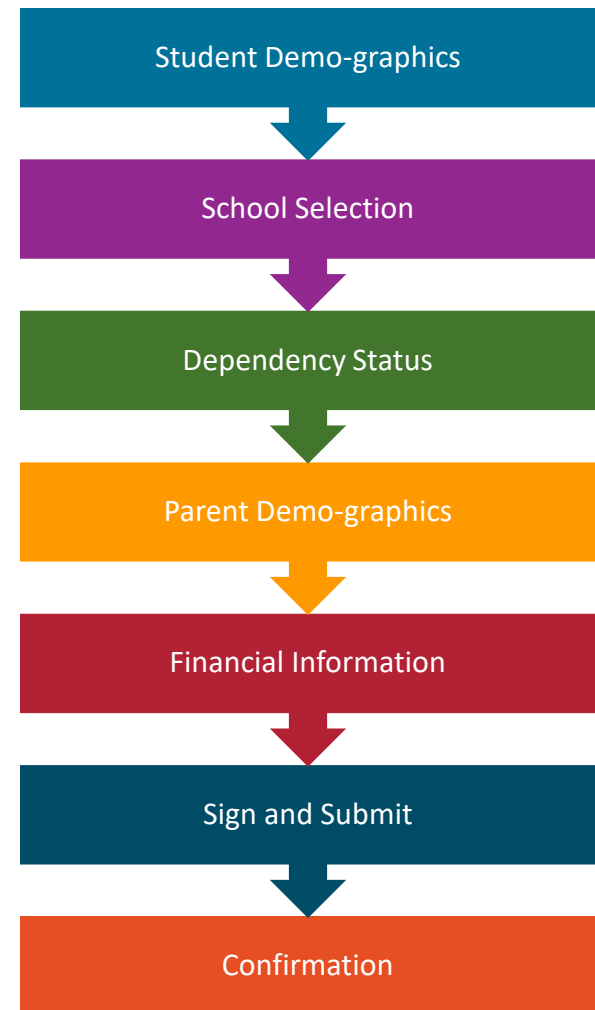 Student Demo-graphics
School Selection
Dependency Status
Parent Demo-graphics
Financial Information
Sign and Submit
Confirmation